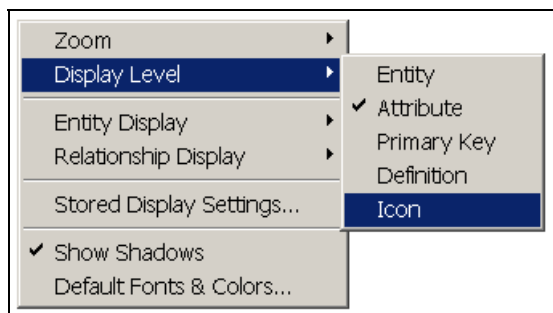 Zoom
Display Level
Entity Display
Relationship Display
Stored Display Settings...
Show Shadows
Default Fonts & Colors...
Entity
Attribute
Primary Key
Definition
Icon